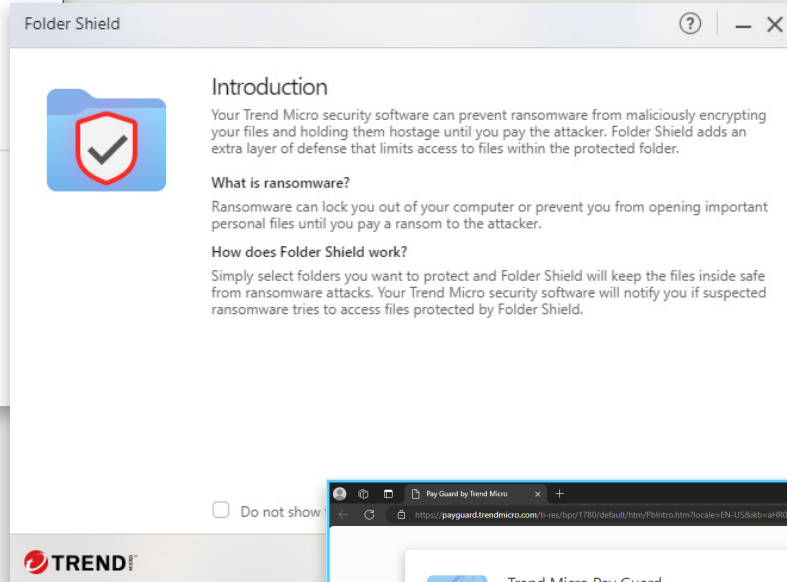 Folder Shield
Introduction
Your Trend Micro security software can prevent ransomware from maliciously encrypting
your files and holding them hostage until you pay the attacker. Folder Shield adds an
extra layer of defense that limits access to files within the protected folder.
What is ransomware?
Ransomware can lock you out of your computer or prevent you from opening important
personal files until you pay a ransom to the attacker.
How does Folder Shield work?
Simply select folders you want to protect and Folder Shield will keep the files inside safe
from ransomware attacks. Your Trend Micro security software will notify you if suspected
ransomware tries to access files protected by Folder Shield.
Do not show
Pay Guard by Trend Micro
https://payguard.trendmicro.com/ti-res/bpr/1780/default/htm/PbIntro.htm?locale=EN-US&ikb=aHR0
TREND MICRO
Trend Micro Pay Guard